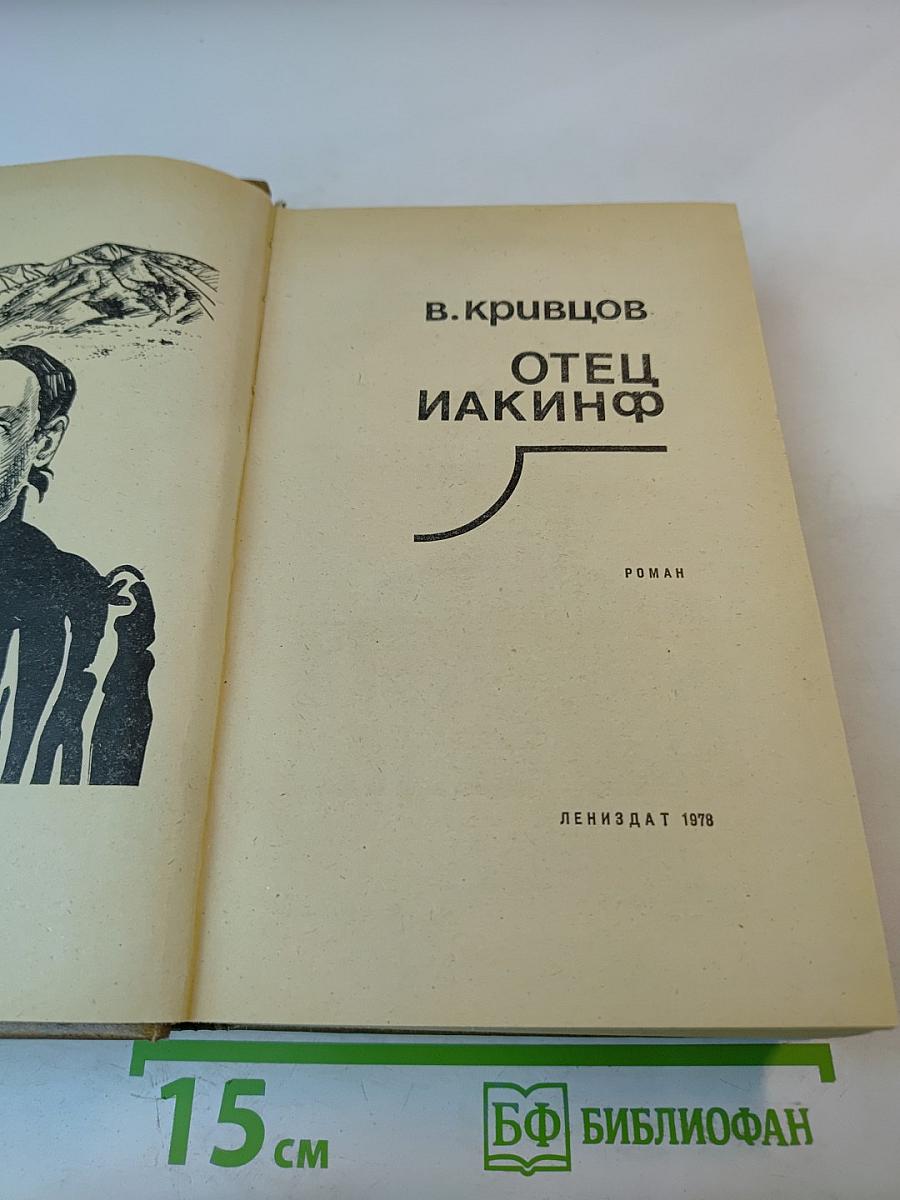 В. КРИВЦОВ
ОТЕЦ
ИАКИНФ
РОМАН
ЛЕНИЗДАТ 1978
15 см
БФ БИБЛИОФАН